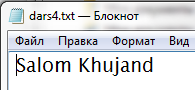 dars4.txt — Блокнот
Файл Правка Формат Вид
Salom Khujand